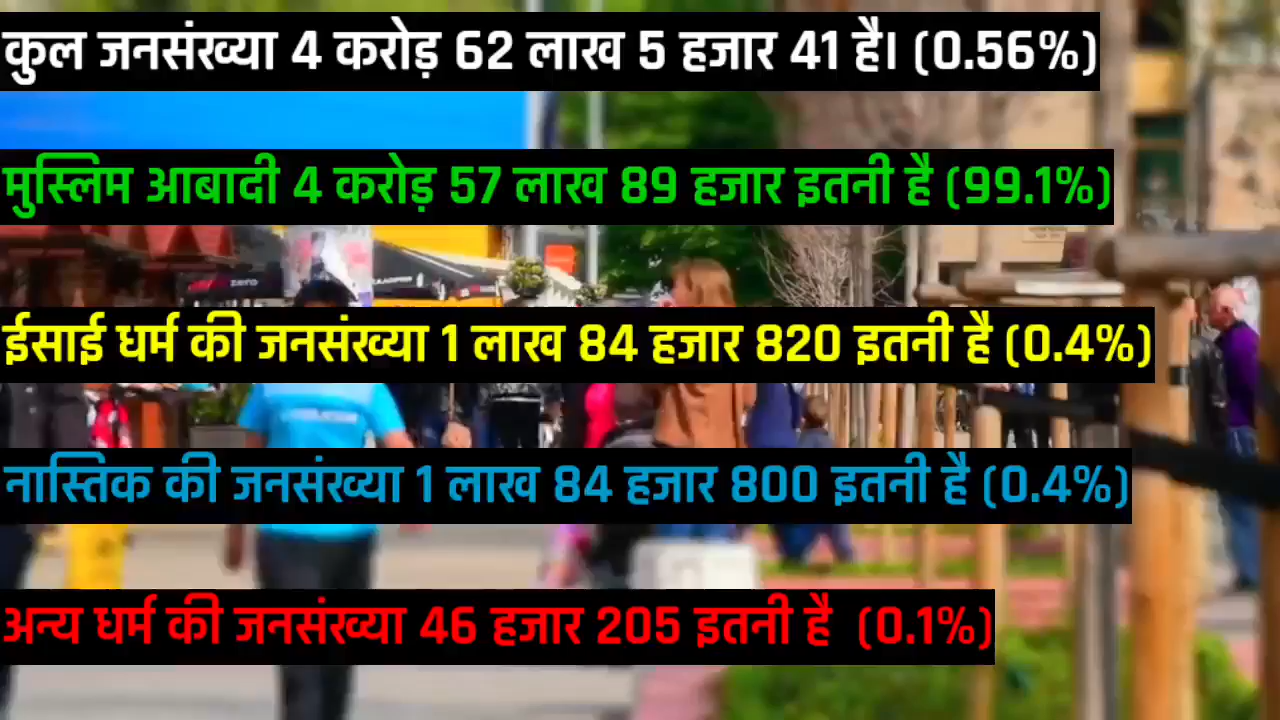 कुल जनसंख्या 4 करोड़ 62 लाख 5 हजार 41 है। (0.56%)
मुस्लिम आबादी 4 करोड़ 57 लाख 89 हजार इतनी है (99.1%)
zero
ईसाई धर्म की जनसंख्या 1 लाख 84 हजार 820 इतनी है (0.4%)
नास्तिक की जनसंख्या 1 लाख 84 हजार 800 इतनी है (0.4%)
अन्य धर्म की जनसंख्या 46 हजार 205 इतनी है (0.1%)